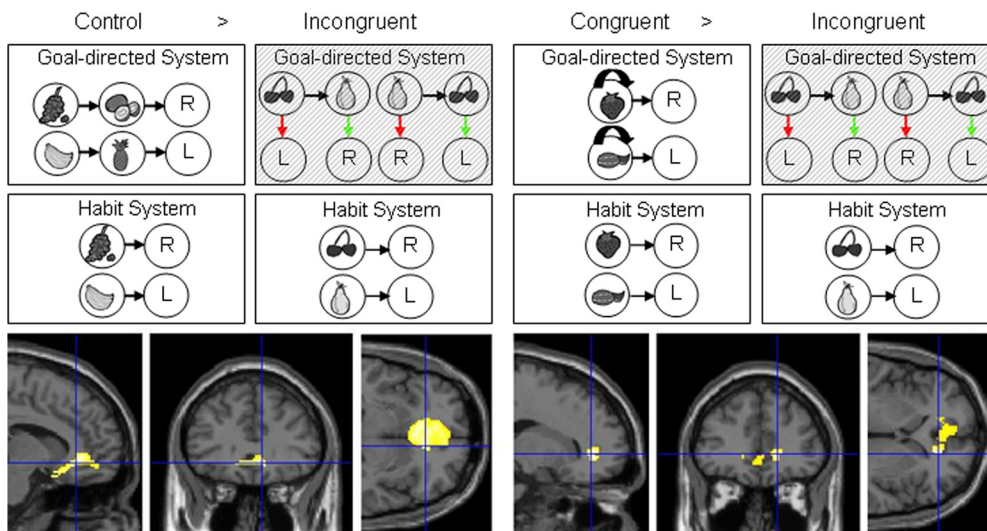 Control > Incongruent Congruent > Incongruent
Goal-directed System Goal-directed System Goal-directed System Goal-directed System
R R
L L R R L L L R R L
Habit System Habit System Habit System Habit System
R R R R
L L L L